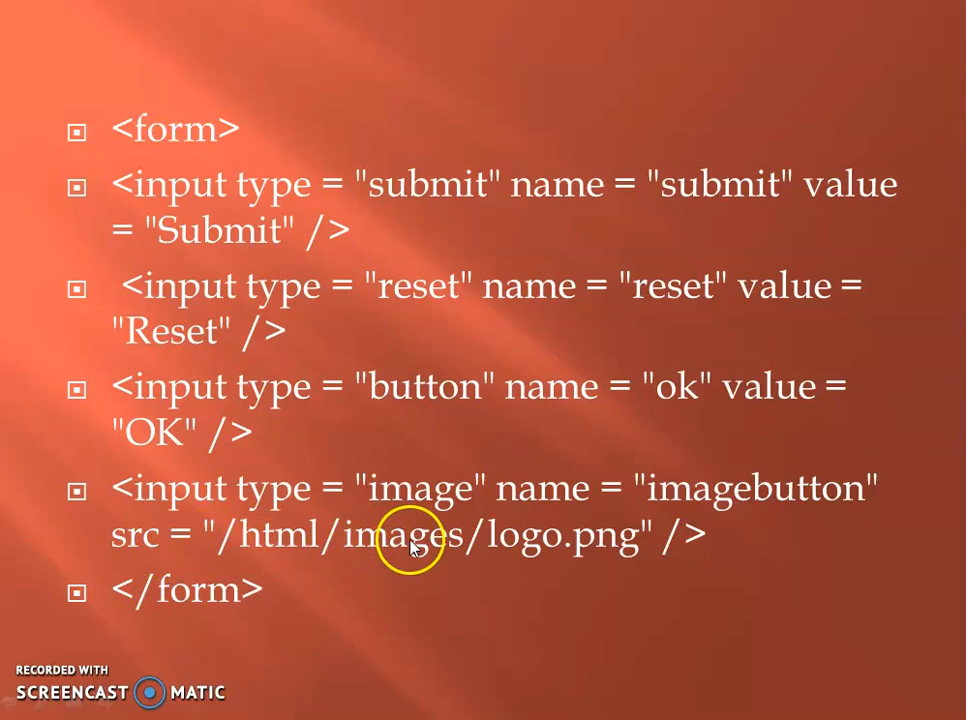 <form>
<input type = "submit" name = "submit" value
= "Submit" />
<input type = "reset" name = "reset" value =
"Reset" />
<input type = "button" name = "ok" value =
"OK" />
<input type = "image" name = "imagebutton"
src = "/html/images/logo.png" />
</form>
RECORDED WITH
SCREENCAST MATIC